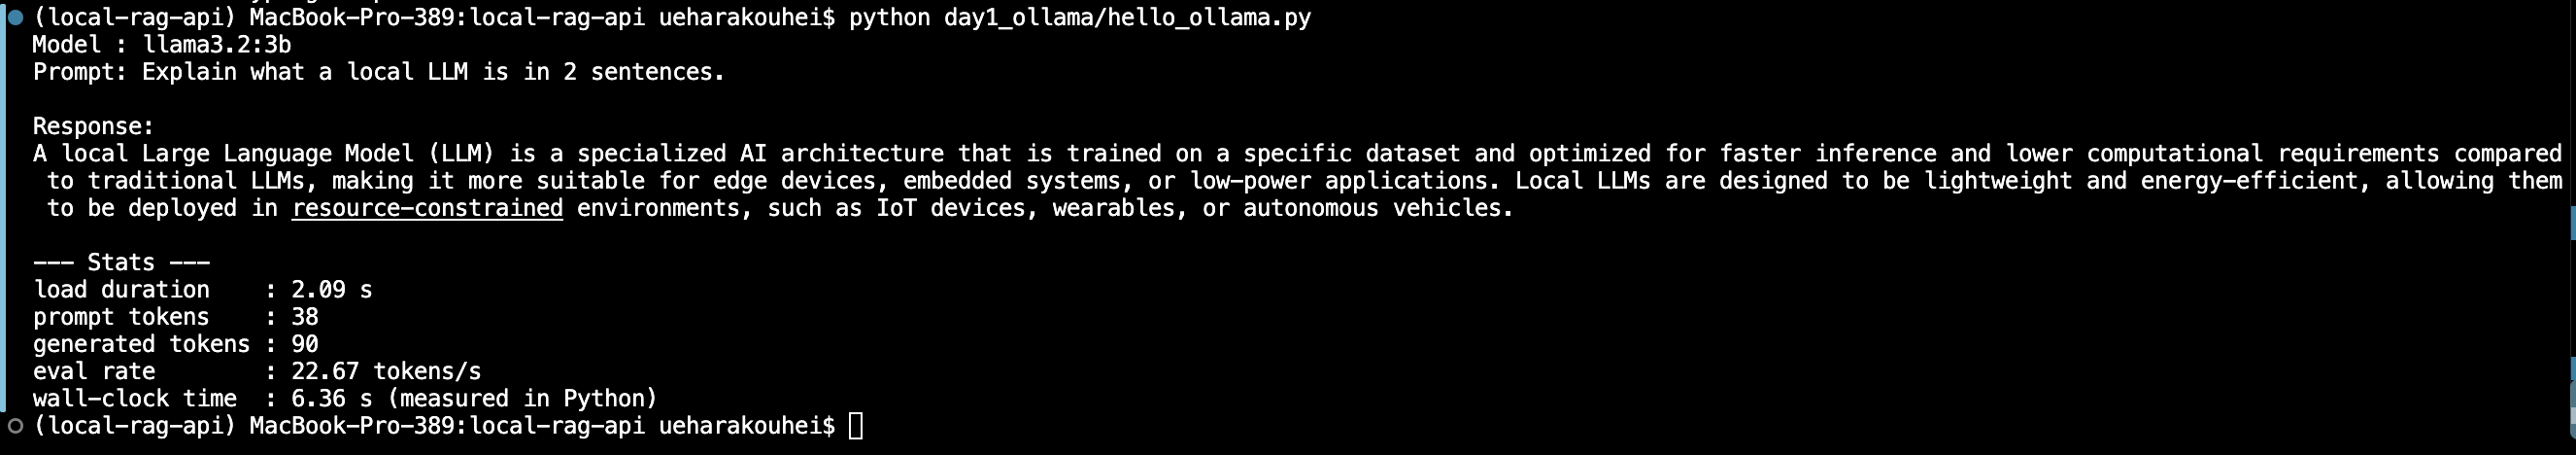 (local-rag-api) MacBook-Pro-389:local-rag-api ueharakouhei$ python day1_ollama/hello_ollama.py
Model : llama3.2:3b
Prompt: Explain what a local LLM is in 2 sentences.
Response:
A local Large Language Model (LLM) is a specialized AI architecture that is trained on a specific dataset and optimized for faster inference and lower computational requirements compared
to traditional LLMs, making it more suitable for edge devices, embedded systems, or low-power applications. Local LLMs are designed to be lightweight and energy-efficient, allowing them
to be deployed in resource-constrained environments, such as IoT devices, wearables, or autonomous vehicles.
--- Stats ---
load duration    : 2.09 s
prompt tokens    : 38
generated tokens : 90
eval rate        : 22.67 tokens/s
wall-clock time  : 6.36 s (measured in Python)
(local-rag-api) MacBook-Pro-389:local-rag-api ueharakouhei$